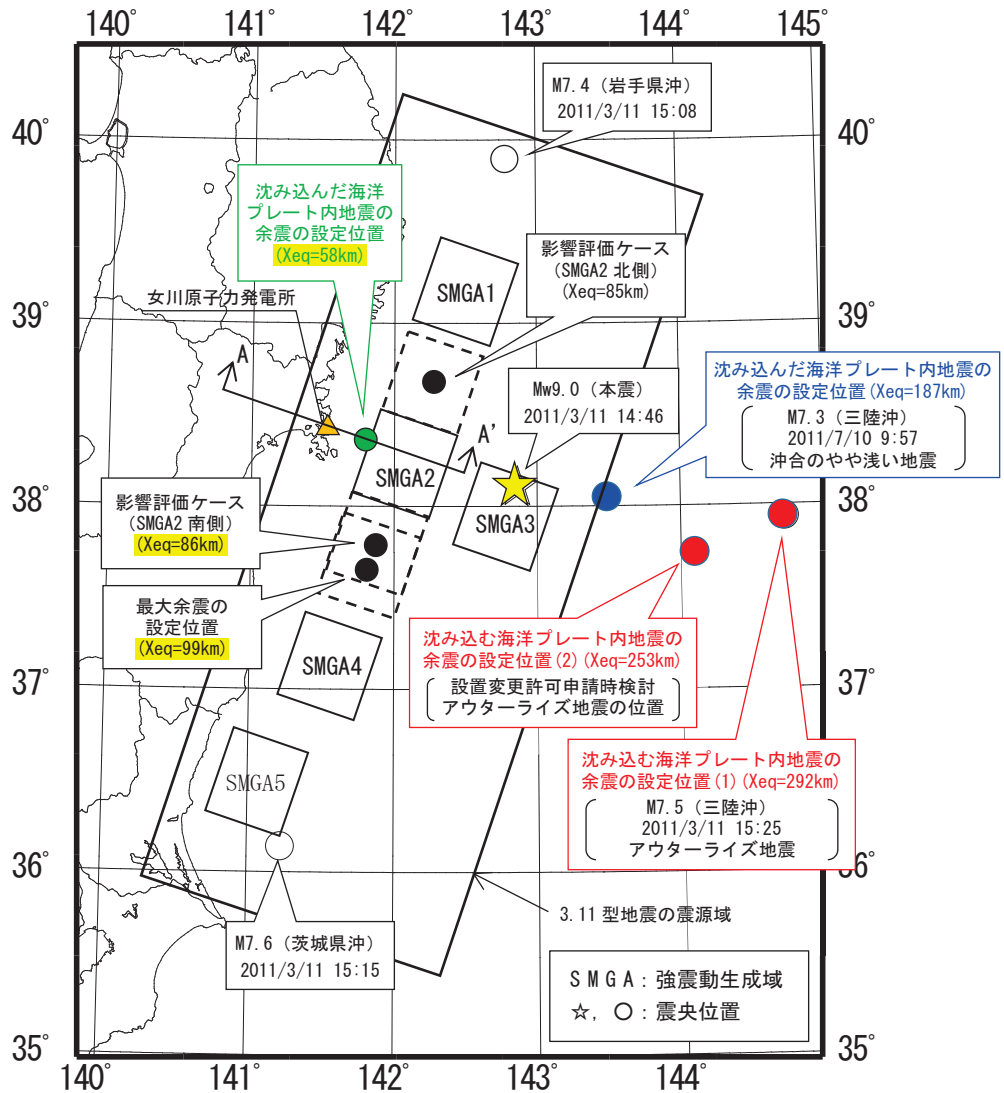 140° 141° 142° 143° 144° 145°
M7.4（岩手県沖）
2011/3/11 15:08
40°
40°
沈み込んだ海洋
プレート内地震の
余震の設定位置
(Xeq=58km)
影響評価ケース
（SMGA2 北側）
(Xeq=85km)
女川原子力発電所
SMGA1
39°
39°
A
Mw9.0（本震）
2011/3/11 14:46
沈み込んだ海洋プレート内地震の
余震の設定位置(Xeq=187km)
M7.3（三陸沖）
2011/7/10 9:57
沖合のやや浅い地震
A'
SMGA2
影響評価ケース
（SMGA2 南側）
(Xeq=86km)
38°
38°
SMGA3
最大余震の
設定位置
(Xeq=99km)
沈み込む海洋プレート内地震の
余震の設定位置(2)(Xeq=253km)
設置変更許可申請時検討
アウターライズ地震の位置
SMGA4
37°
37°
沈み込む海洋プレート内地震の
余震の設定位置(1)(Xeq=292km)
M7.5（三陸沖）
2011/3/11 15:25
アウターライズ地震
SMGA5
36°
36°
3.11型地震の震源域
M7.6（茨城県沖）
2011/3/11 15:15
ＳＭＧＡ：強震動生成域
☆，○：震央位置
35°
35°
140° 141° 142° 143° 144° 145°